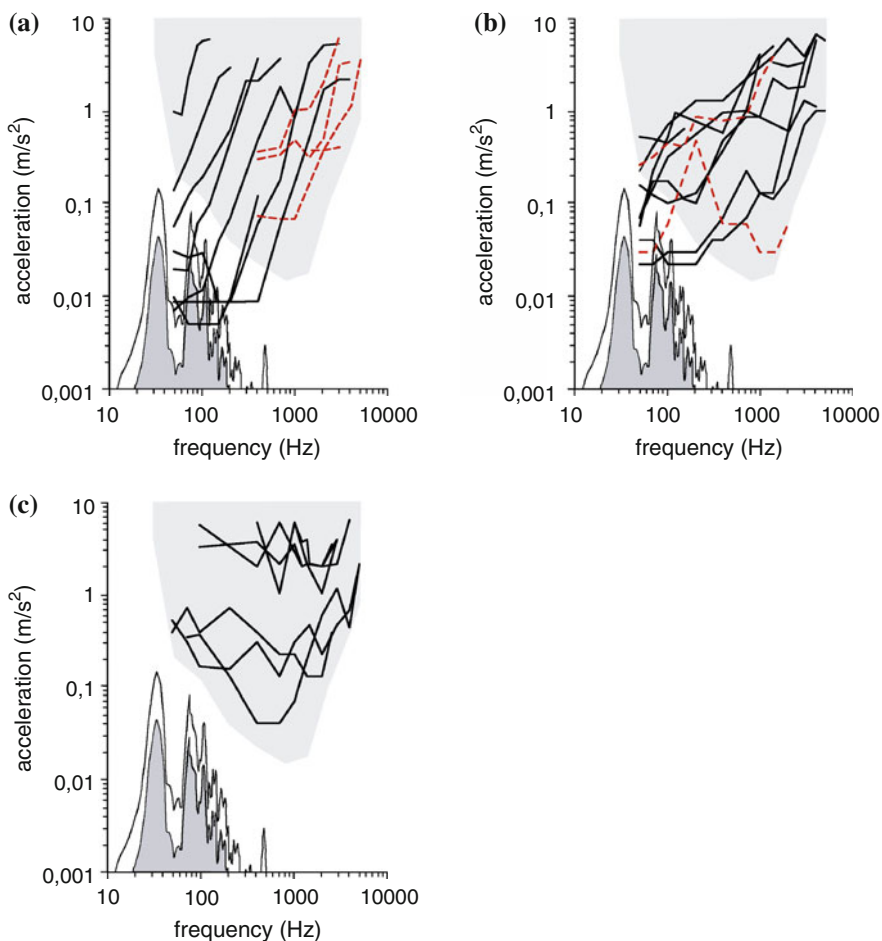 (a)
10
1
0,1
0,01
0,001
acceleration (m/s²)
10 100 1000 10000
frequency (Hz)
(b)
10
1
0,1
0,01
0,001
acceleration (m/s²)
10 100 1000 10000
frequency (Hz)
(c)
10
1
0,1
0,01
0,001
acceleration (m/s²)
10 100 1000 10000
frequency (Hz)